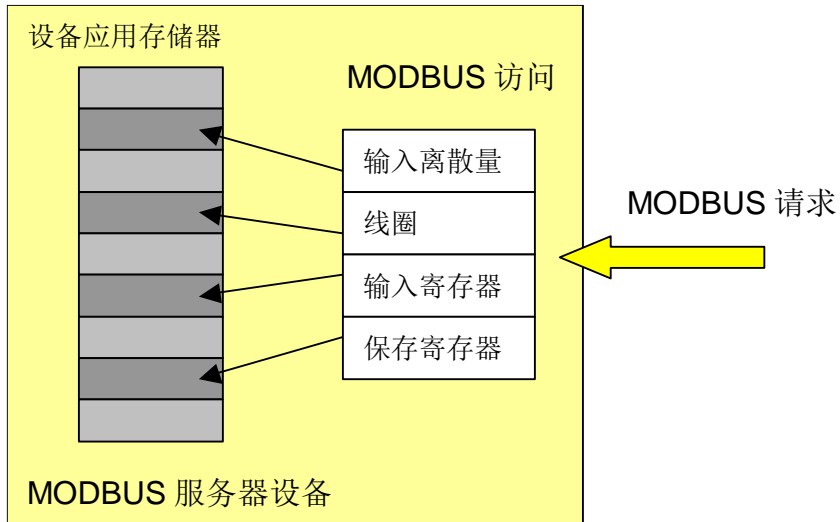 设备应用存储器
MODBUS 访问
输入离散量
线圈
输入寄存器
保存寄存器
MODBUS 请求
MODBUS 服务器设备